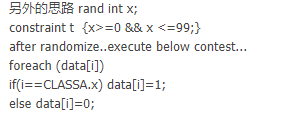 另外的思路 rand int x;
constraint t  {x>=0 && x <=99;}
after randomize..execute below contest...
foreach (data[i])
if(i==CLASSA.x) data[i]=1;
else data[i]=0;